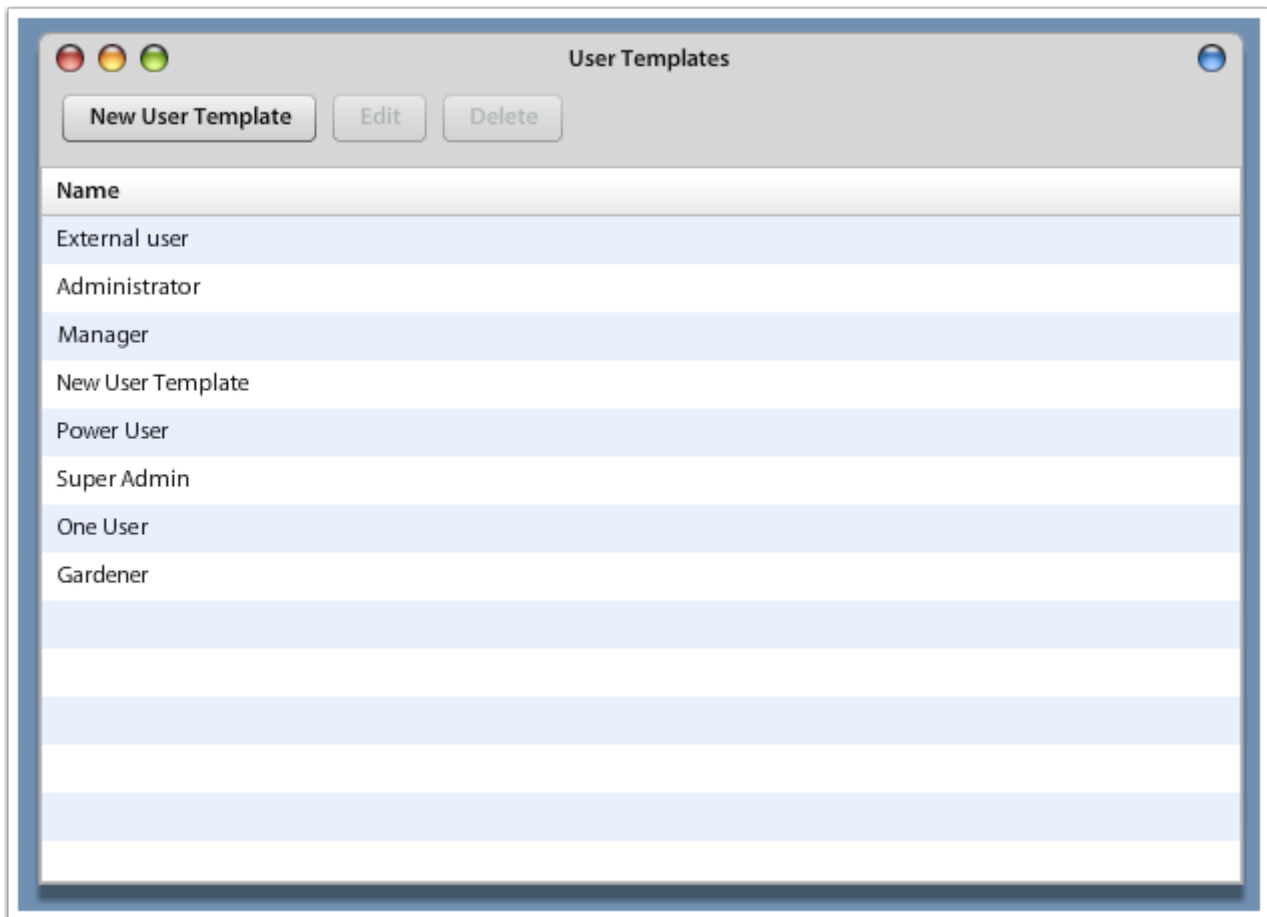 User Templates
New User Template Edit Delete
Name
External user
Administrator
Manager
New User Template
Power User
Super Admin
One User
Gardener